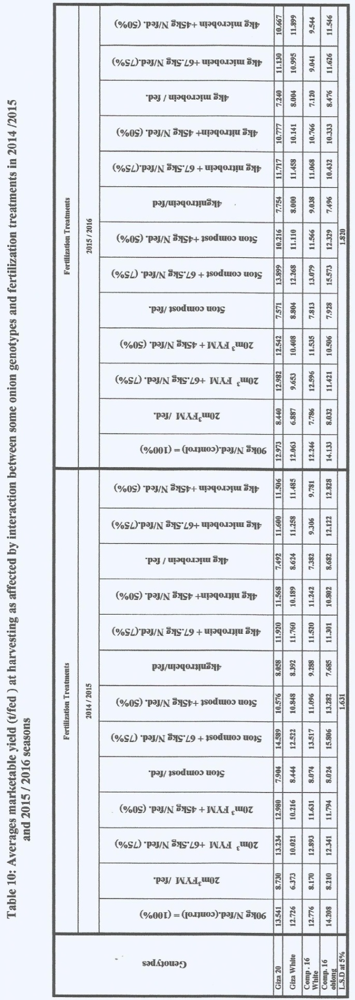 Table 10: Averages marketable yield (t/fed ) at harvesting as affected by interaction between some onion genotypes and fertilization treatments in 2014 /2015
and 2015 / 2016 seasons
Genotypes
Fertilization Treatments
Fertilization Treatments
2014 / 2015
2015 / 2016
90kg N/fed.(control) = (100%)
20m³FYM /fed.
20m³ FYM +67.5kg N/fed. (75%)
20m³ FYM + 45kg N/fed. (50%)
5ton compost /fed.
5ton compost + 67.5kg N/fed. (75%)
5ton compost +45kg N/fed. (50%)
4kgnitrobein/fed
4kg nitrobein + 67.5kg N/fed.(75%)
4kg nitrobein+ 45kg N/fed. (50%)
4kg microbein / fed.
4kg microbein +67.5kg N/fed.(75%)
4kg microbein +45kg N/fed. (50%)
90kg N/fed.(control) = (100%)
20m³FYM /fed.
20m³ FYM +67.5kg N/fed. (75%)
20m³ FYM + 45kg N/fed. (50%)
5ton compost /fed.
5ton compost + 67.5kg N/fed. (75%)
5ton compost +45kg N/fed. (50%)
4kgnitrobein/fed
4kg nitrobein + 67.5kg N/fed.(75%)
4kg nitrobein+ 45kg N/fed. (50%)
4kg microbein / fed.
4kg microbein +67.5kg N/fed.(75%)
4kg microbein +45kg N/fed. (50%)
Giza 20 13.541 8.730 13.234 12.980 7.904 14.589 10.576 8.058 11.920 11.568 7.492 11.600 11.506 12.973 8.440 12.982 12.542 7.571 13.899 10.216 7.754 11.717 10.777 7.240 11.130 10.667
Giza White 12.726 6.373 10.021 10.216 8.444 12.522 10.848 8.392 11.760 10.189 8.624 11.258 11.485 12.063 6.887 9.653 10.408 8.804 12.268 11.110 8.000 11.458 10.141 8.004 10.995 11.899
Comp . 16
White 12.776 8.170 12.893 11.631 8.074 13.517 11.096 9.288 11.520 11.242 7.382 9.306 9.781 12.246 7.786 12.596 11.535 7.813 13.079 11.566 9.038 11.068 10.766 7.120 9.041 9.544
Comp. 16
oblong 14.208 8.210 12.341 11.794 8.024 15.806 13.282 7.685 11.301 10.802 8.682 12.122 12.828 14.133 8.032 11.421 10.506 7.928 15.573 12.329 7.496 10.432 10.333 8.476 11.626 11.546
L.S.D at 5% 1.631 1.820